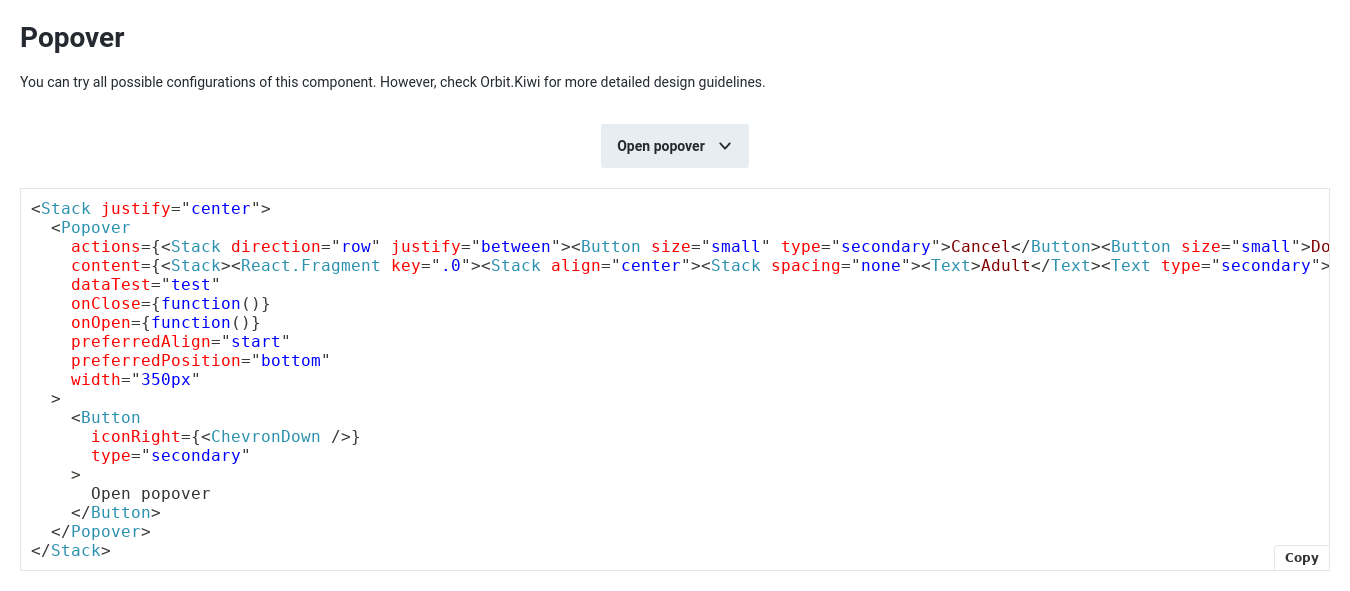 Popover
You can try all possible configurations of this component. However, check Orbit.Kiwi for more detailed design guidelines.
Open popover
<Stack justify="center">
  <Popover
    actions={<Stack direction="row" justify="between"><Button size="small" type="secondary">Cancel</Button><Button size="small">Do
    content={<Stack><React.Fragment key=".0"><Stack align="center"><Stack spacing="none"><Text>Adult</Text><Text type="secondary">
    dataTest="test"
    onClose={function()}
    onOpen={function()}
    preferredAlign="start"
    preferredPosition="bottom"
    width="350px"
  >
    <Button
      iconRight={<ChevronDown />}
      type="secondary"
    >
      Open popover
    </Button>
  </Popover>
</Stack>
Copy